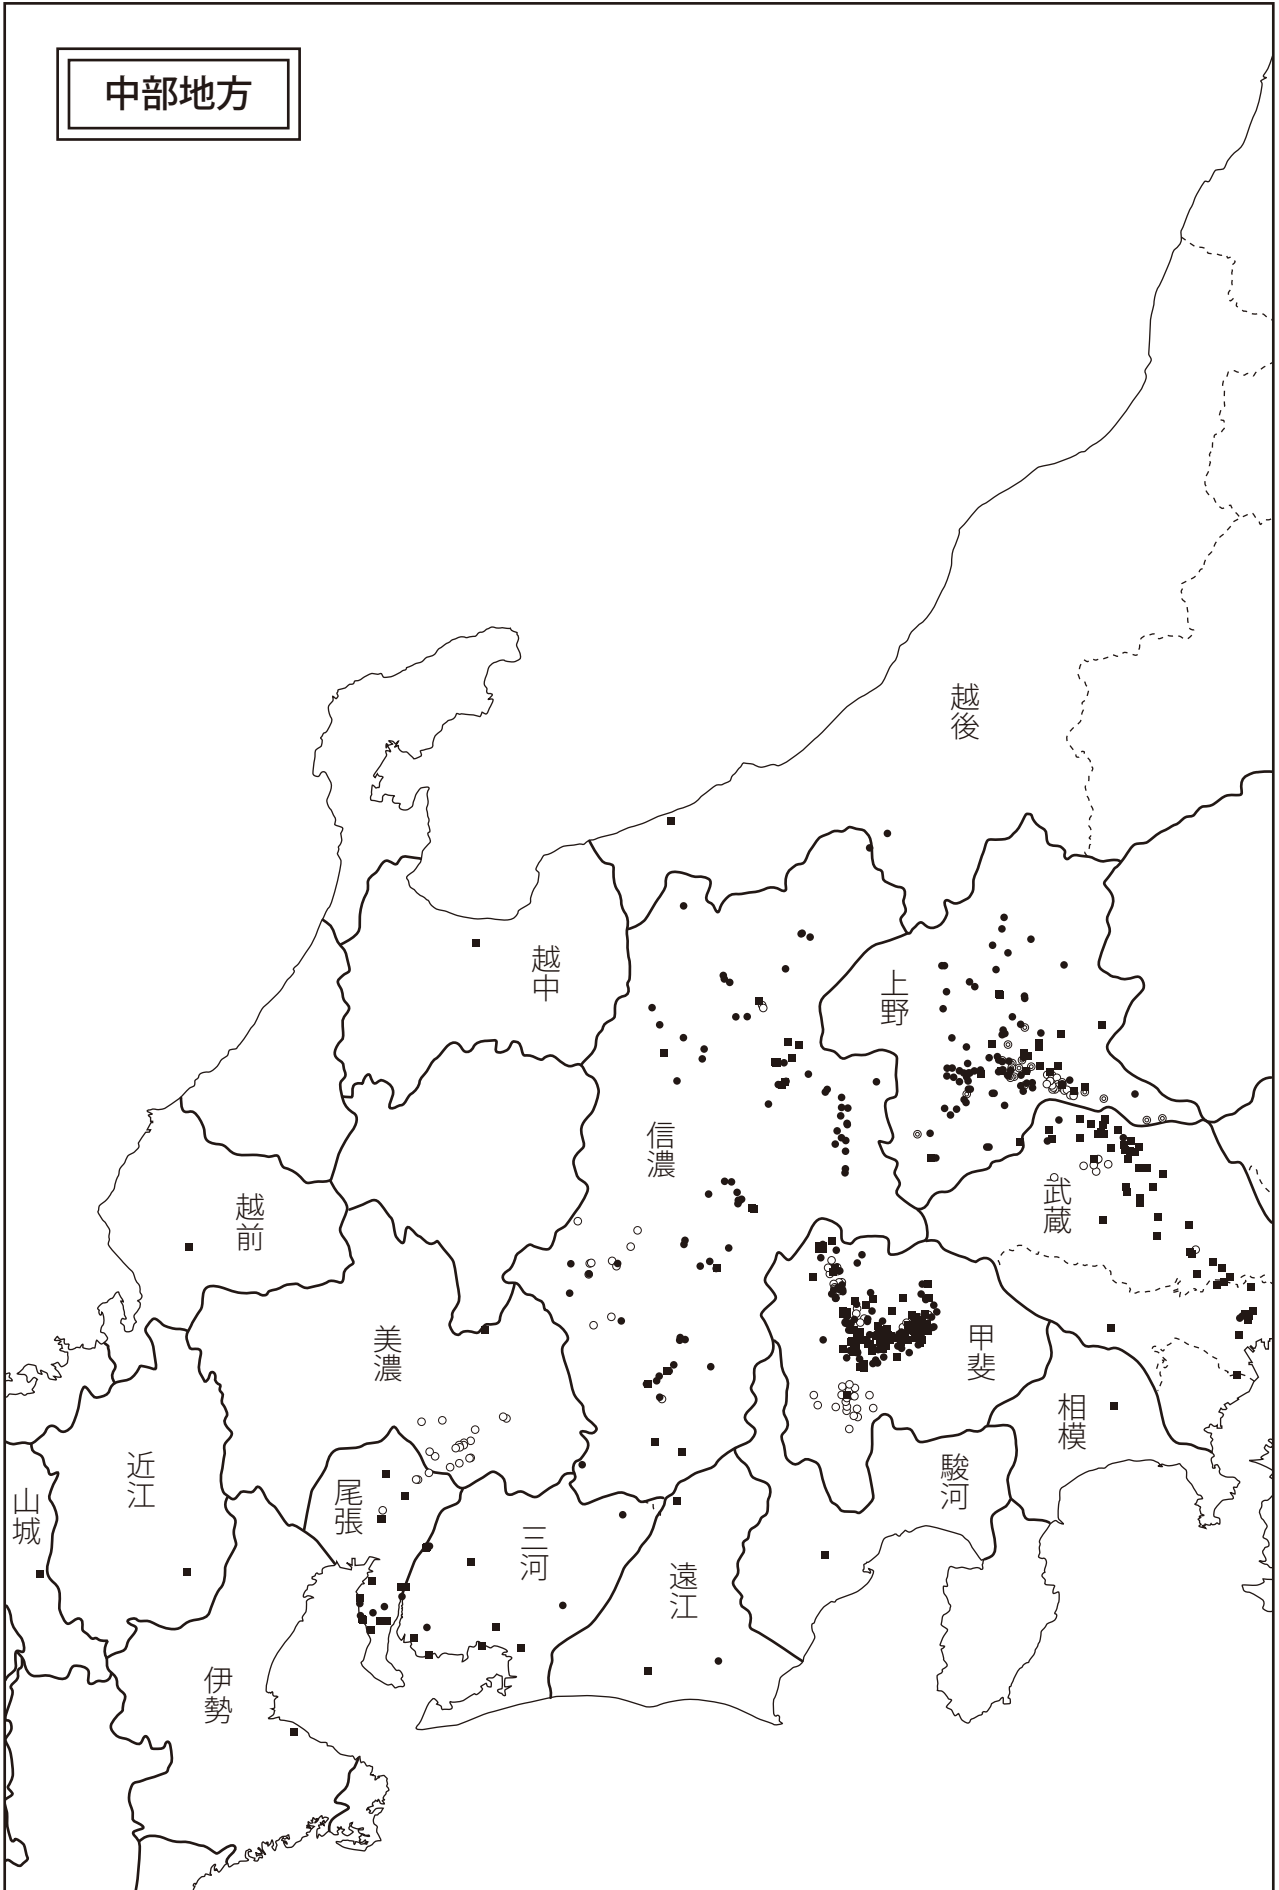 中部地方
越後
越中
上野
信濃
武蔵
越前
甲斐
美濃
相模
近江
駿河
尾張
山城
三河
遠江
伊勢